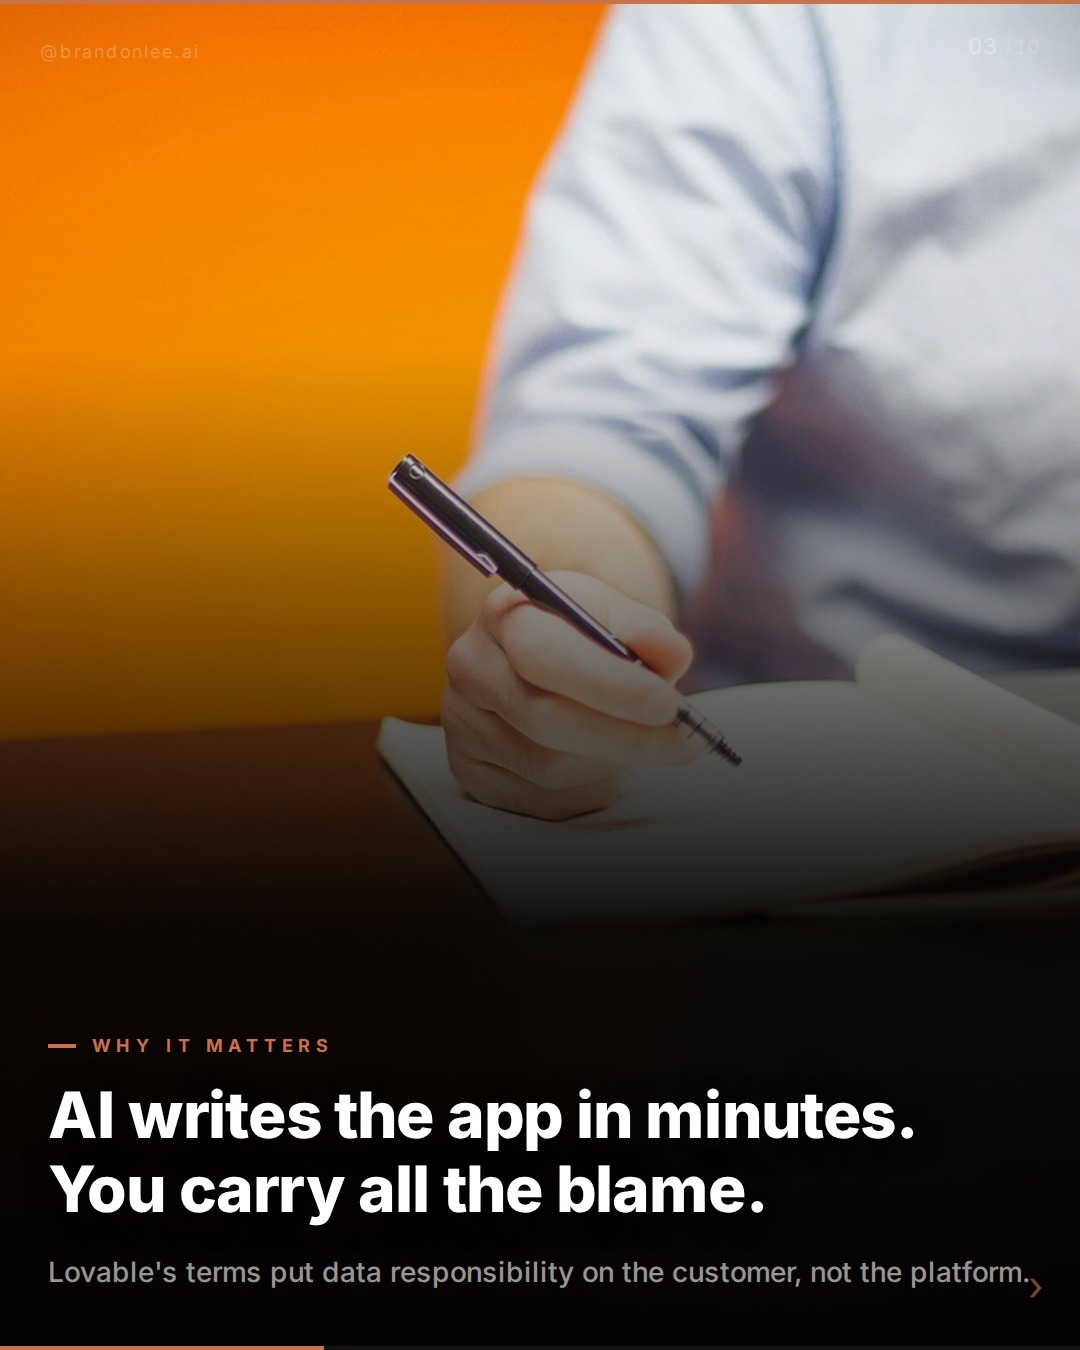 @brandonlee.ai
03 /10
WHY IT MATTERS
AI writes the app in minutes.
You carry all the blame.
Lovable's terms put data responsibility on the customer, not the platform.